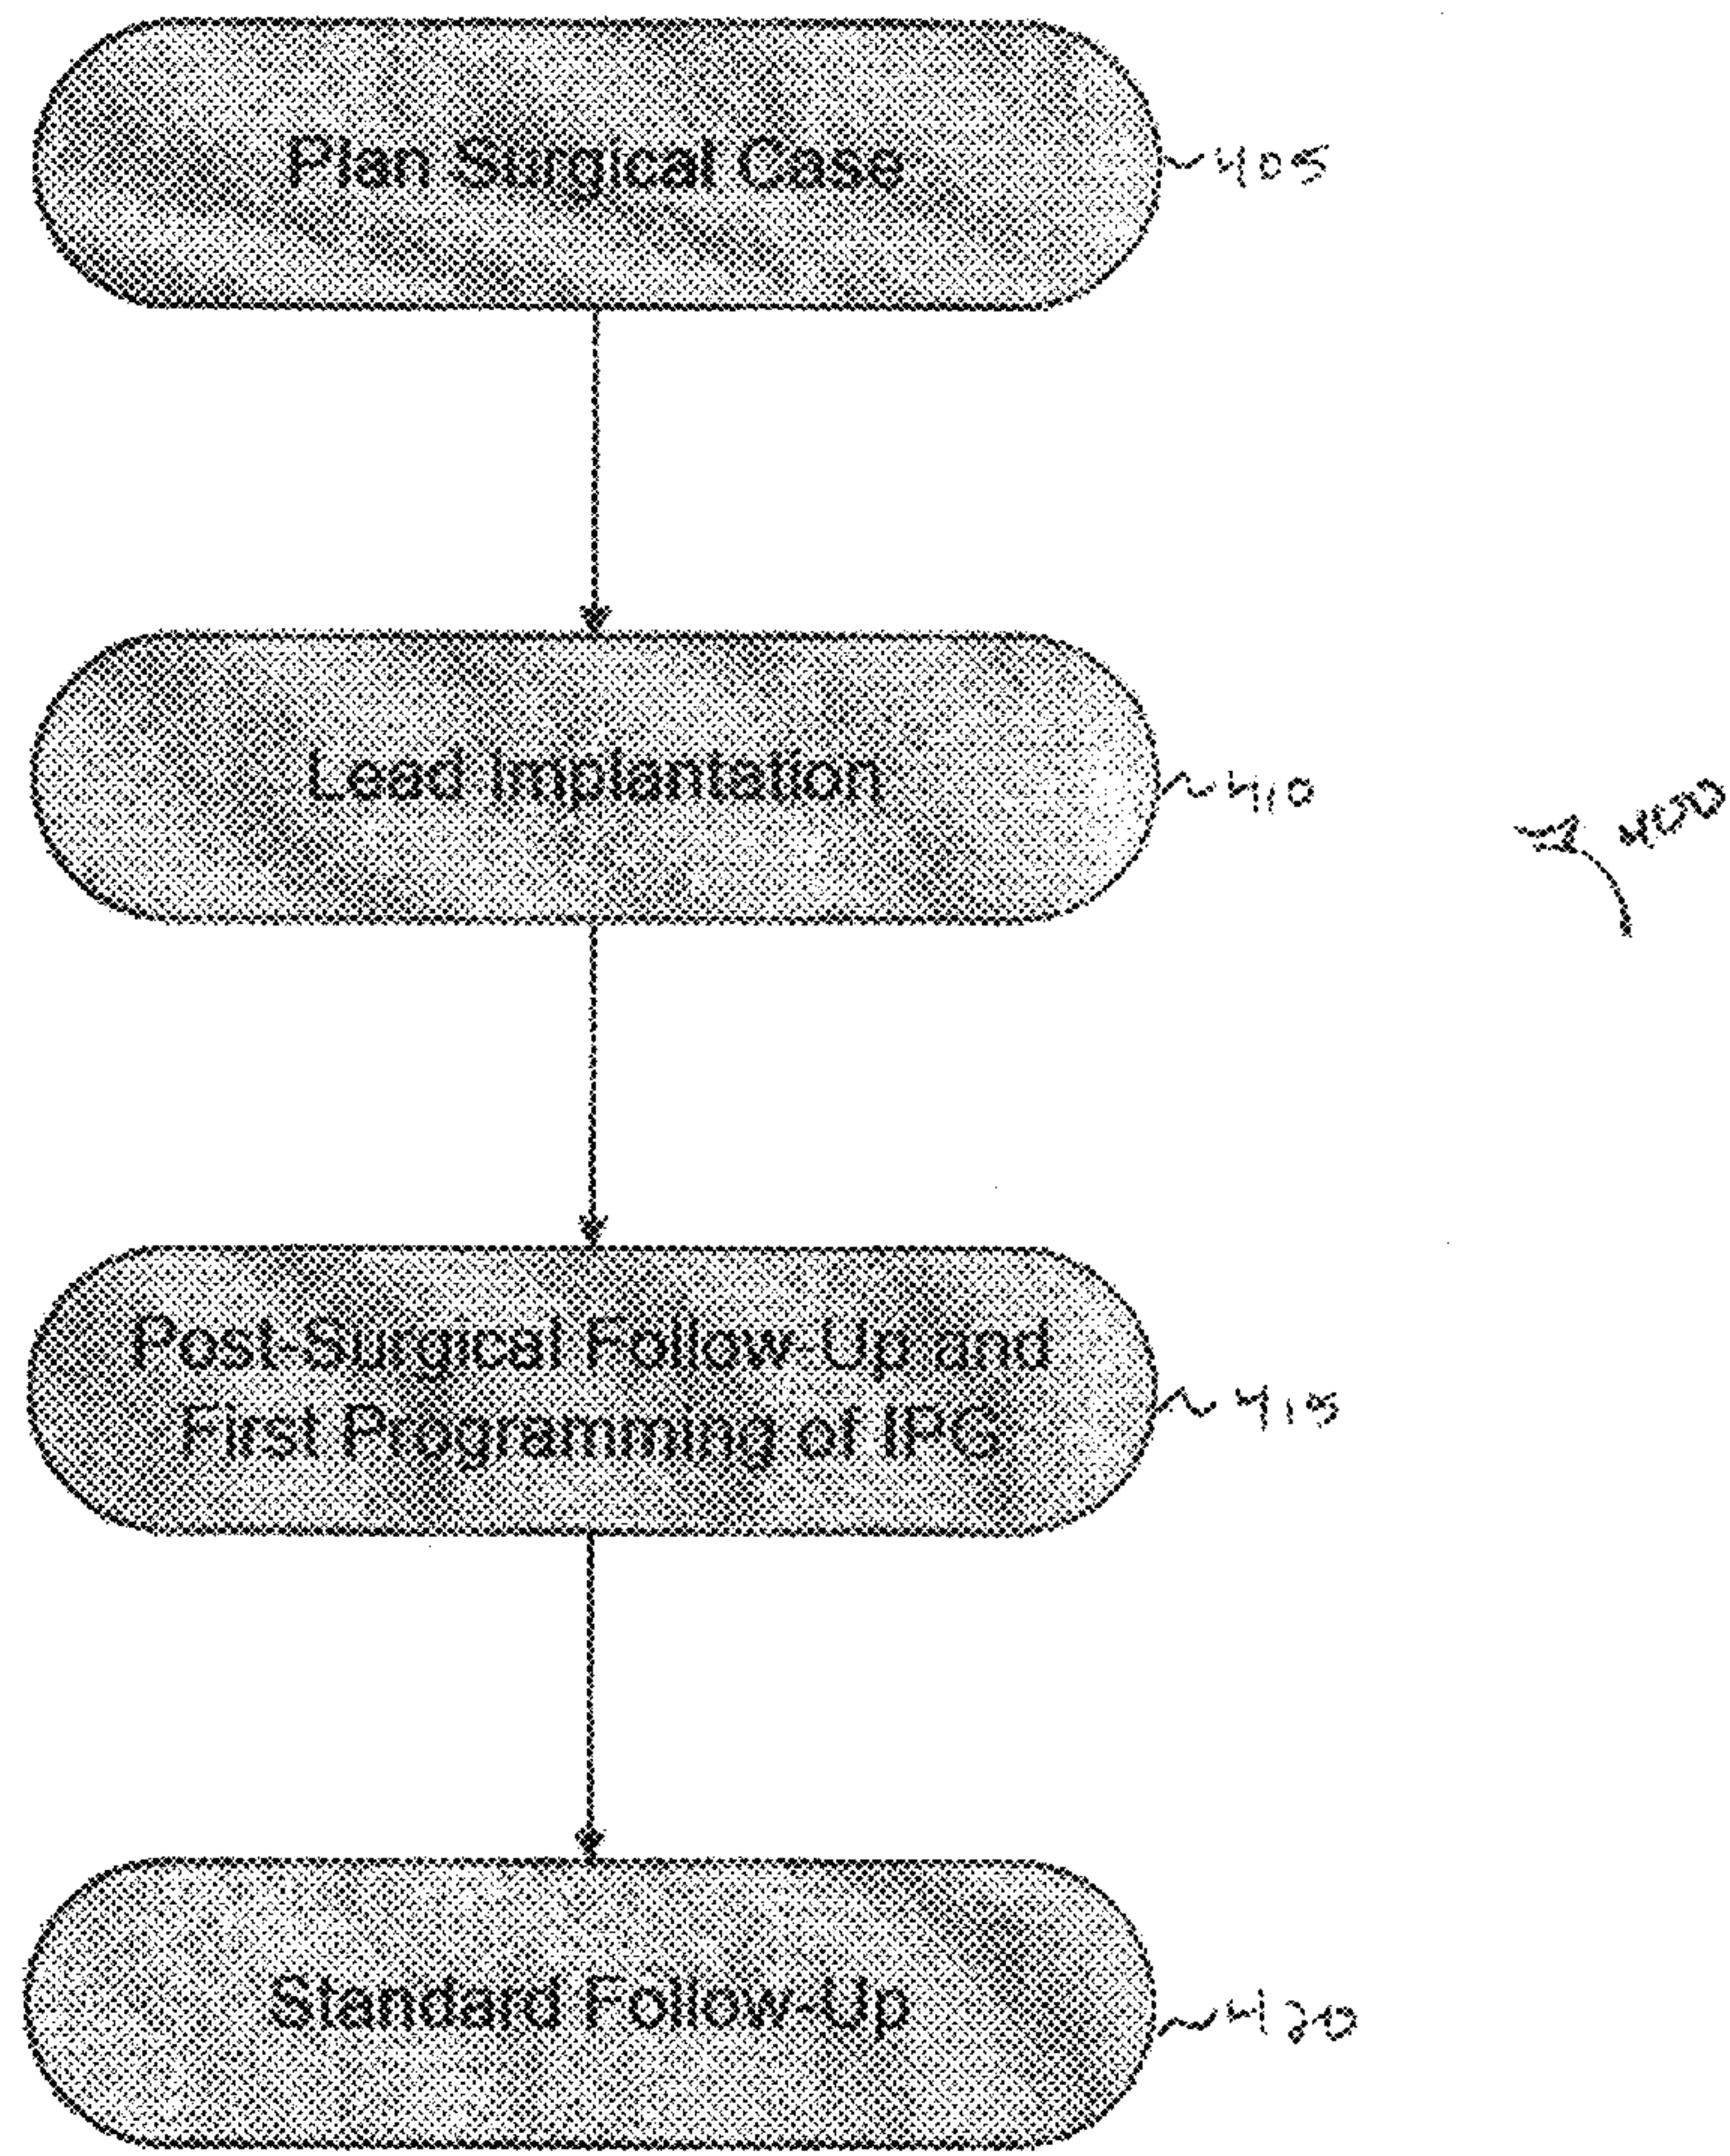 Plan Surgical Case
405
Lead Implantation
410
400
Post-Surgical Follow-Up and
First Programming of IPG
415
Standard Follow-Up
420